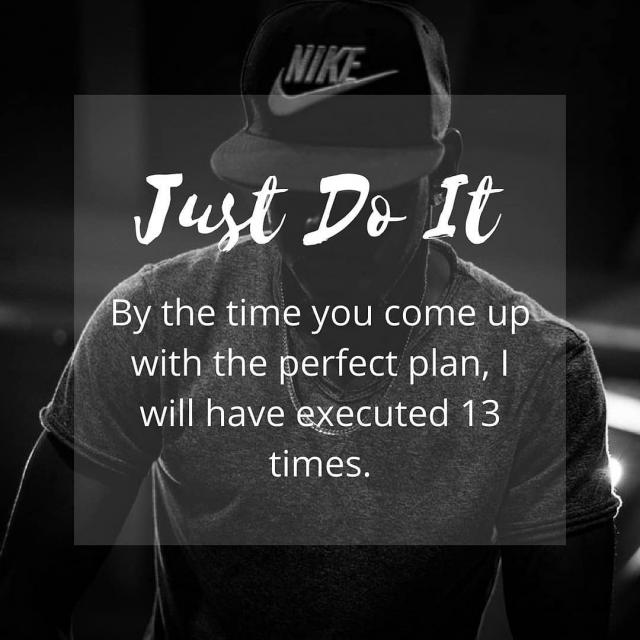 NIKE
Just Do It
By the time you come up
with the perfect plan, I
will have executed 13
times.